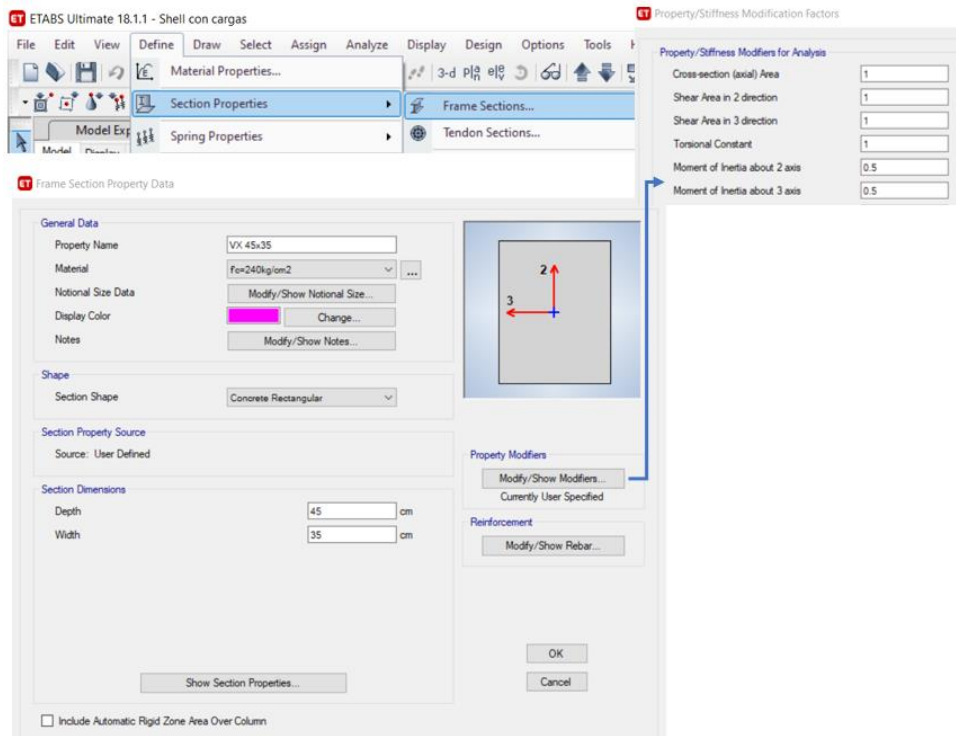 ETABS Ultimate 18.1.1 - Shell con cargas
File Edit View Define Draw Select Assign Analyze Display Design Options Tools
Material Properties...
3-d
Section Properties
Frame Sections...
Model
Spring Properties
Tendon Sections...
Model Display
Property/Stiffness Modification Factors
Property/Stiffness Modifiers for Analysis
Cross-section (axial) Area 1
Shear Area in 2 direction 1
Shear Area in 3 direction 1
Torsional Constant 1
Moment of Inertia about 2 axis 0.5
Moment of Inertia about 3 axis 0.5
Frame Section Property Data
General Data
Property Name VX 45x35
Material f'c=240kg/cm2 ...
Notional Size Data Modify/Show Notional Size...
Display Color Change...
Notes Modify/Show Notes...
2
3
Shape
Section Shape Concrete Rectangular
Section Property Source
Source: User Defined
Property Modifiers
Modify/Show Modifiers...
Currently User Specified
Section Dimensions
Depth 45 cm
Width 35 cm
Reinforcement
Modify/Show Rebar...
OK
Cancel
Show Section Properties...
Include Automatic Rigid Zone Area Over Column